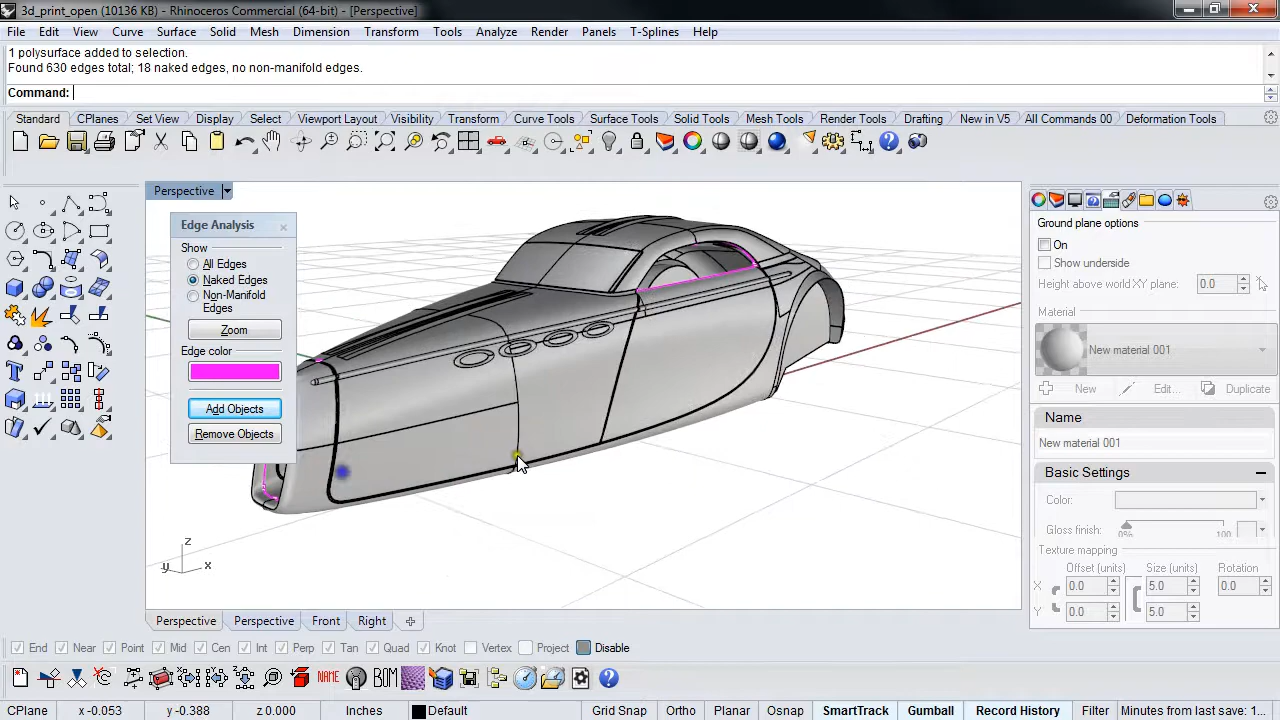 3d_print_open (10136 KB) - Rhinoceros Commercial (64-bit) - [Perspective]
File Edit View Curve Surface Solid Mesh Dimension Transform Tools Analyze Render Panels T-Splines Help
1 polysurface added to selection.
Found 630 edges total; 18 naked edges, no non-manifold edges.
Command:
Standard CPlanes Set View Display Select Viewport Layout Visibility Transform Curve Tools Surface Tools Solid Tools Mesh Tools Render Tools Drafting New in V5 All Commands 00 Deformation Tools
Perspective
Edge Analysis
Show
All Edges
Naked Edges
Non-Manifold
Edges
Zoom
Edge color
Add Objects
Remove Objects
z
y
x
Ground plane options
On
Show underside
Height above world XY plane: 0.0
Material
New material 001
New Edit... Duplicate
Name
New material 001
Basic Settings
Color:
Gloss finish: 0% 100
Texture mapping
Offset (units) Size (units) Rotation
X 0.0 5.0 0.0
Y 0.0 5.0
Perspective Perspective Front Right
End Near Point Mid Cen Int Perp Tan Quad Knot Vertex Project Disable
NAME BOM
CPlane x -0.053 y -0.388 z 0.000 Inches Default Grid Snap Ortho Planar Osnap SmartTrack Gumball Record History Filter Minutes from last save: 1...